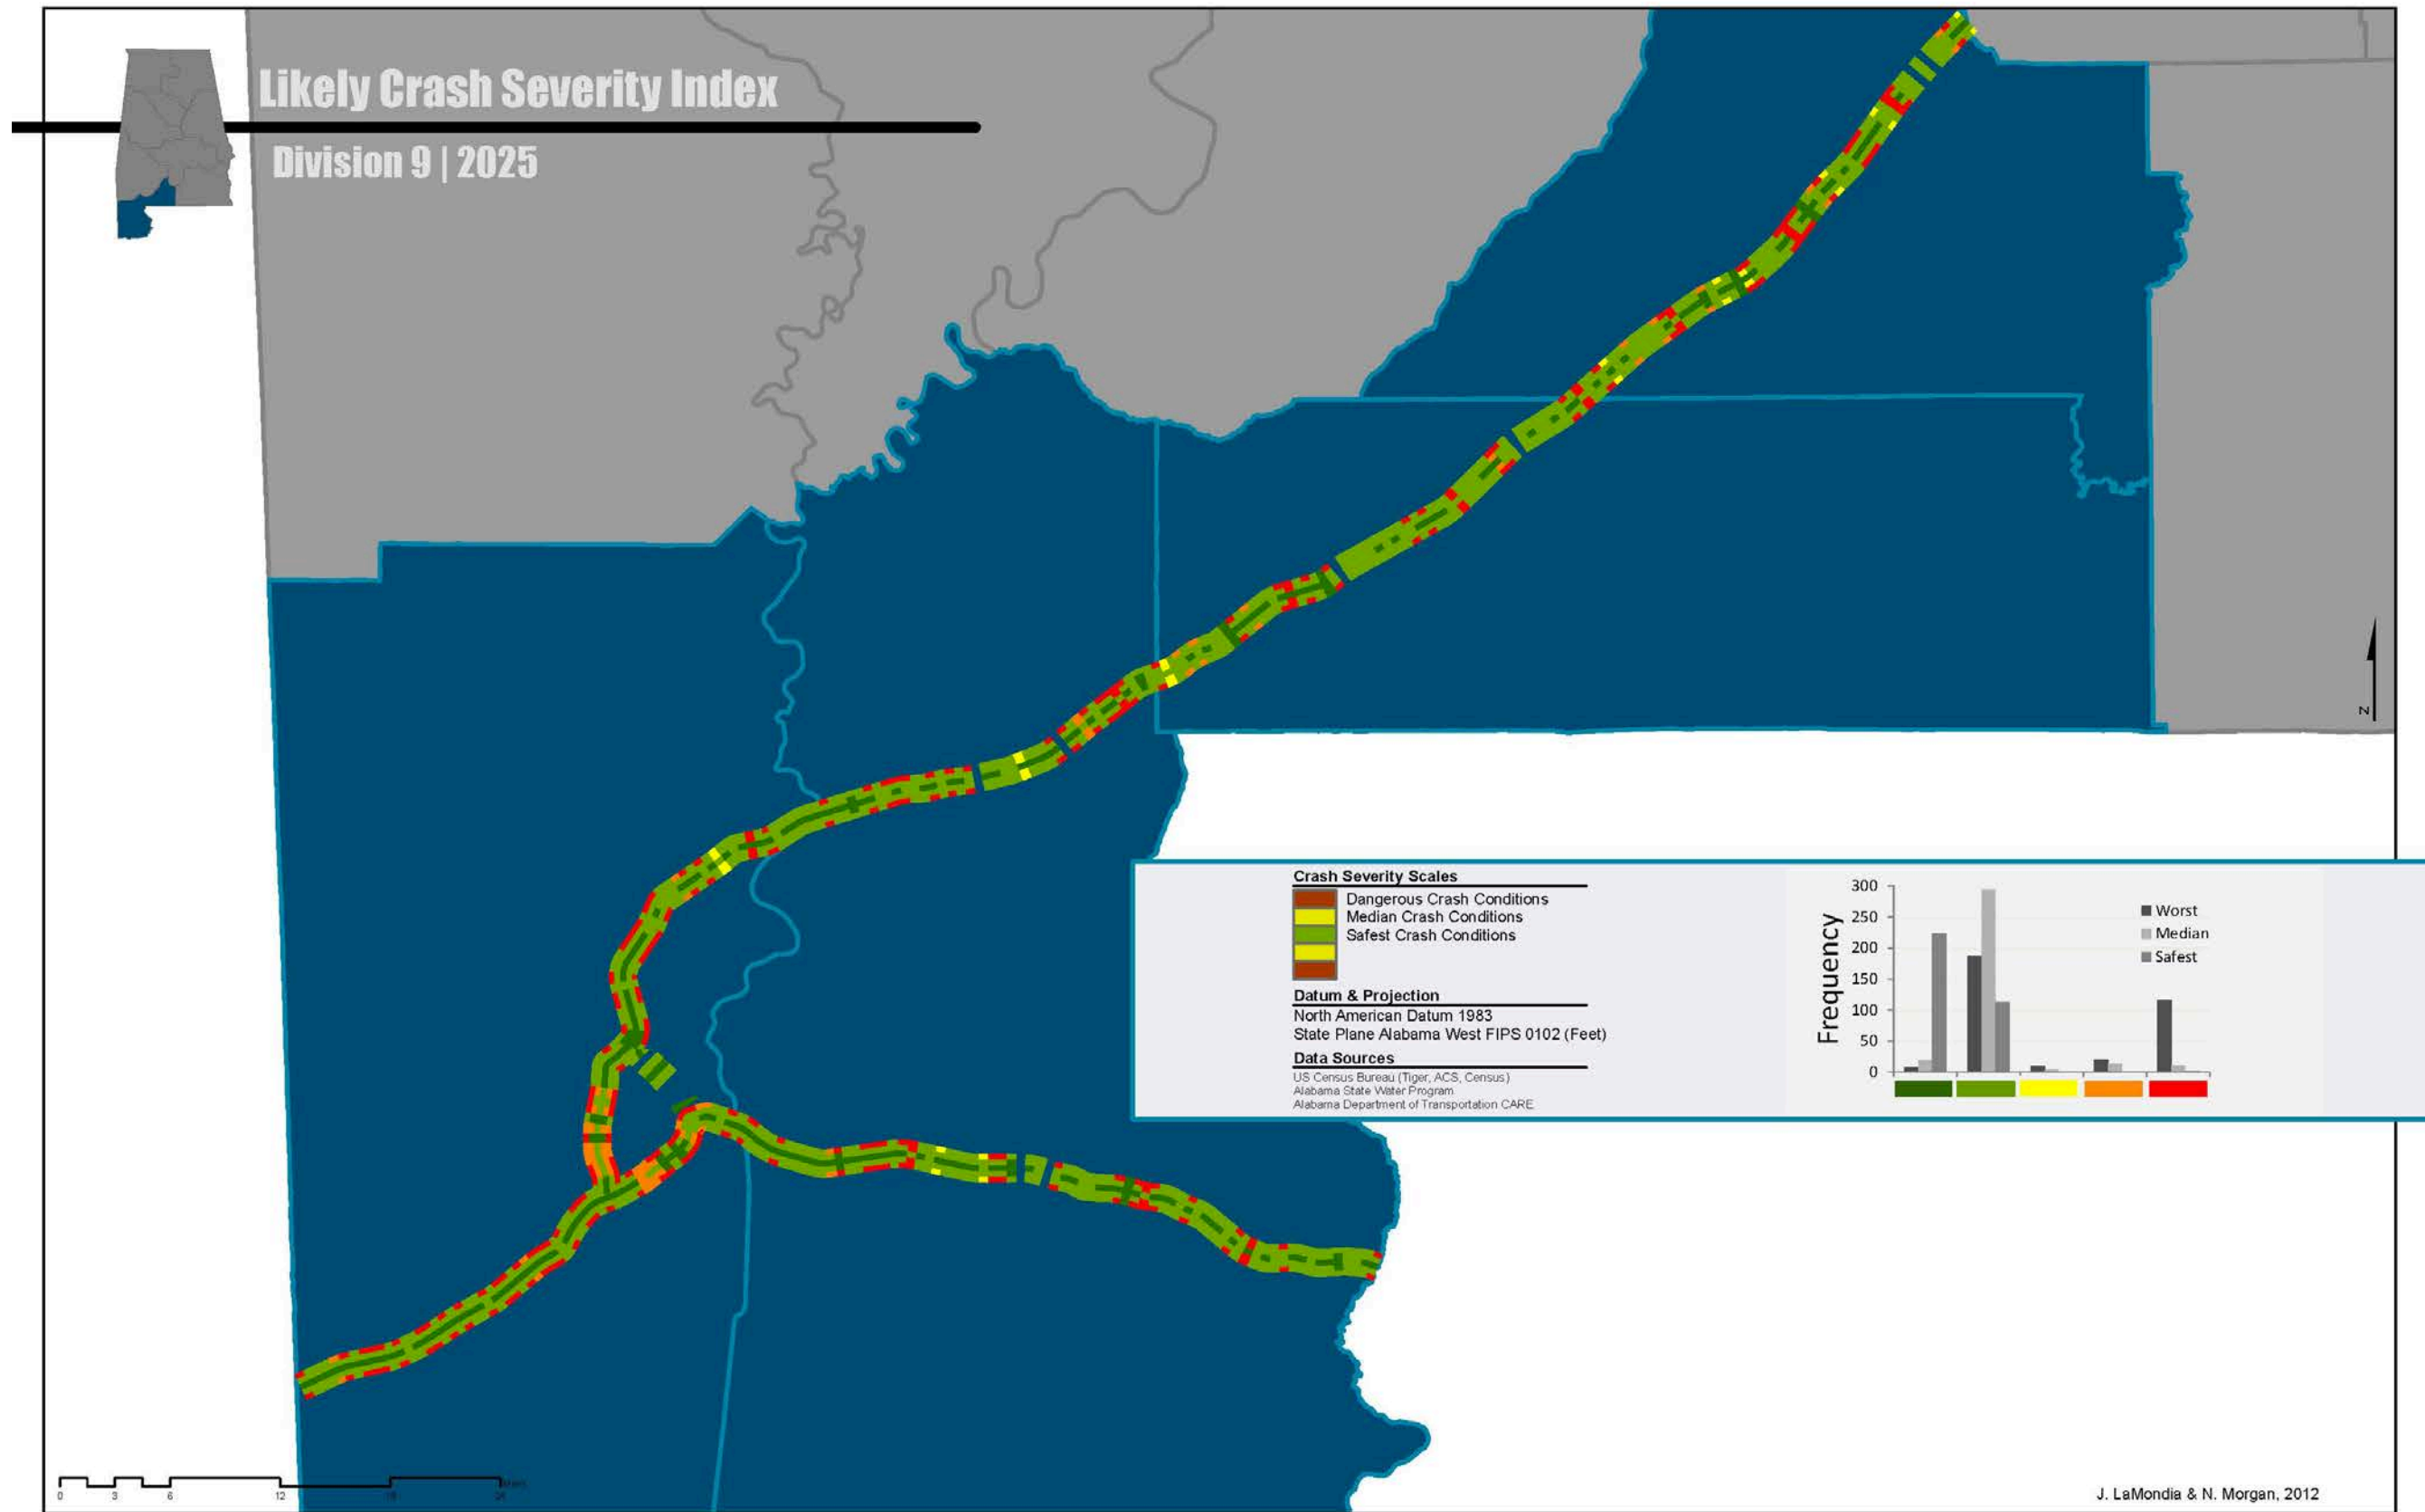 Likely Crash Severity Index
Division 9 | 2025
Crash Severity Scales
Dangerous Crash Conditions
Median Crash Conditions
Safest Crash Conditions
Datum & Projection
North American Datum 1983
State Plane Alabama West FIPS 0102 (Feet)
Data Sources
US Census Bureau (Tiger, ACS, Census)
Alabama State Water Program
Alabama Department of Transportation CARE
Frequency
300
250
200
150
100
50
0
Worst
Median
Safest
N
0 3 6 12
J. LaMondia & N. Morgan, 2012